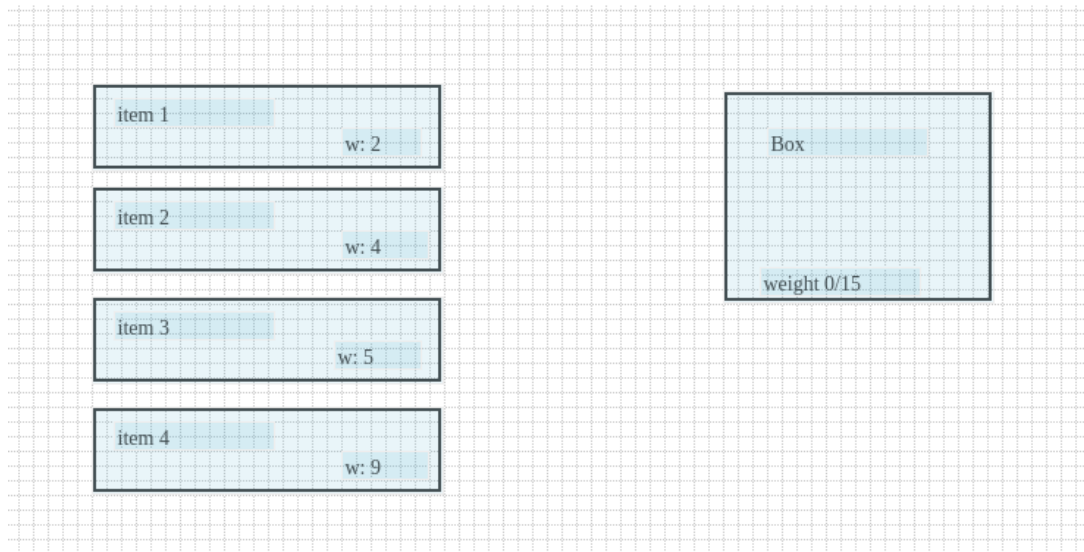 item 1
w: 2
item 2
w: 4
item 3
w: 5
item 4
w: 9
Box
weight 0/15